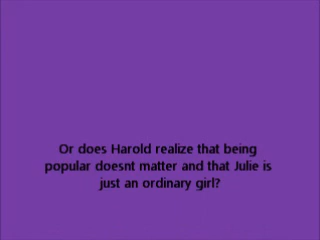 Or does Harold realize that being
popular doesnt matter and that Julie is
just an ordinary girl?